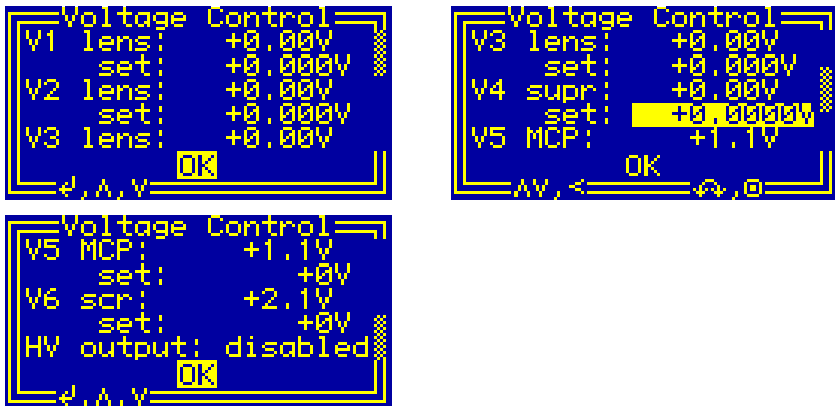 Voltage Control
V1 lens: +0.00V
set: +0.000V
V2 lens: +0.00V
set: +0.000V
V3 lens: +0.00V
OK
↲,Λ,V
Voltage Control
V3 lens: +0.00V
set: +0.000V
V4 supr: +0.00V
set: +0.0000V
V5 MCP: +1.1V
OK
ΛV,<
Voltage Control
V5 MCP: +1.1V
set: +0V
V6 scr: +2.1V
set: +0V
HV output: disabled
OK
↲,Λ,V